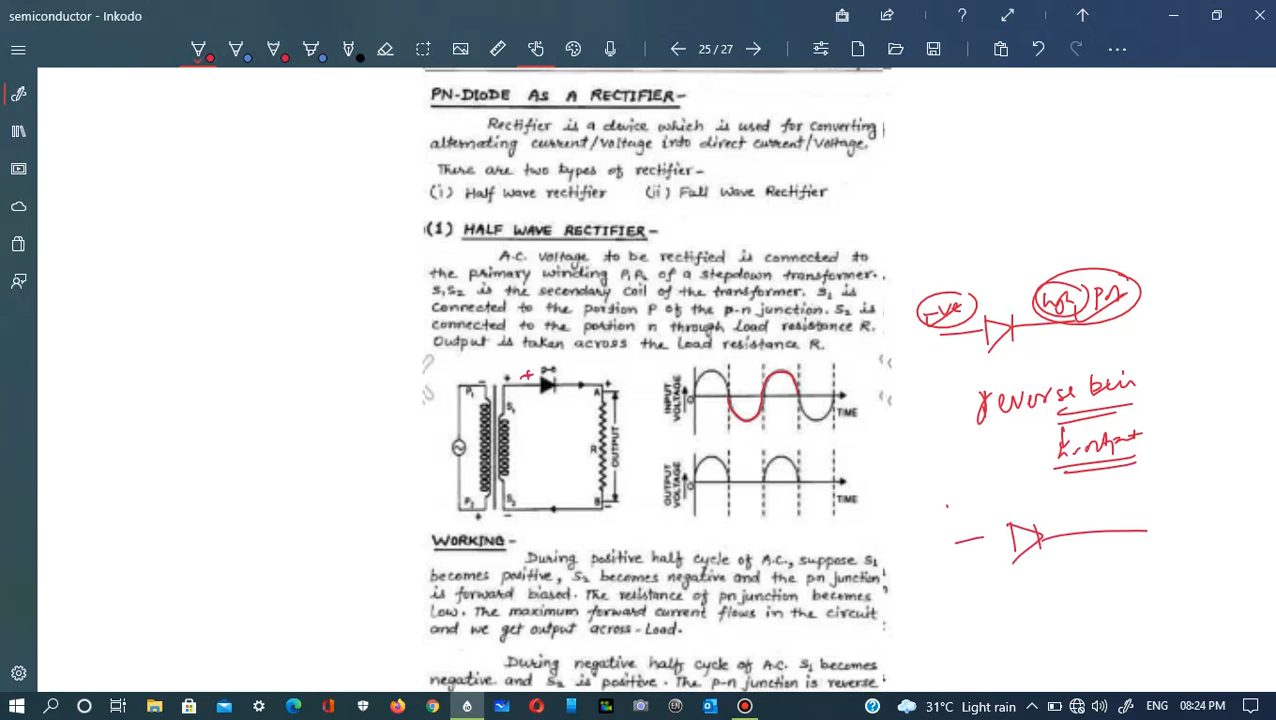 semiconductor - Inkodo
25 / 27
PN-DIODE AS A RECTIFIER-
Rectifier is a device which is used for converting
alternating current/voltage into direct current/voltage.
There are two types of rectifier-
(i) Half wave rectifier (ii) Full Wave Rectifier
(1) HALF WAVE RECTIFIER-
A.C. voltage to be rectified is connected to
the primary winding P1P2 of a stepdown transformer.
S1S2 is the secondary coil of the transformer. S1 is
connected to the portion P of the p-n junction. S2 is
connected to the portion n through load resistance R.
Output is taken across the load resistance R.
-ve
reverse
P1
P2
S1
S2
A
B
R
OUTPUT
INPUT VOLTAGE
O
TIME
OUTPUT VOLTAGE
O
TIME
WORKING-
During positive half cycle of A.C., suppose S1
becomes positive, S2 becomes negative and the pn junction
is forward biased. The resistance of pn junction becomes
low. The maximum forward current flows in the circuit
and we get output across-Load.
During negative half cycle of A.C. S1 becomes
negative and S2 is positive. The p-n junction is reverse
31°C Light rain ENG 08:24 PM